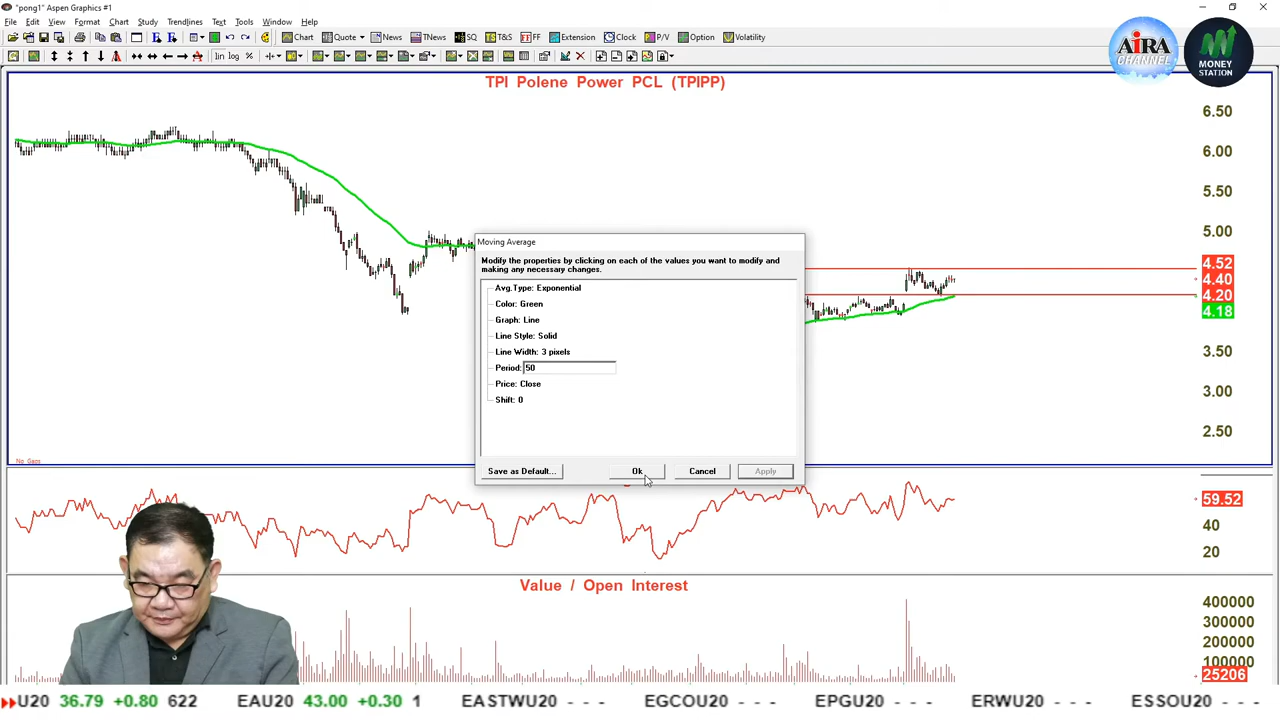 "pong1" Aspen Graphics #1
File Edit View Format Chart Study Trendlines Text Tools Window Help
Chart Quote News TNews SQ T&S FF Extension Clock P/V Option Volatility
lin log %
AiRA
CHANNEL
MONEY
STATION
TPI Polene Power PCL (TPIPP)
6.50
6.00
5.50
5.00
4.52
4.40
4.20
4.18
3.50
3.00
2.50
Moving Average
Modify the properties by clicking on each of the values you want to modify and
making any necessary changes.
Avg.Type: Exponential
Color: Green
Graph: Line
Line Style: Solid
Line Width: 3 pixels
Period: 50
Price: Close
Shift: 0
Save as Default... Ok Cancel Apply
No Gaps
59.52
40
20
Value / Open Interest
400000
300000
200000
100000
25206
U20 36.79 +0.80 622 EAU20 43.00 +0.30 1 EASTWU20 - - - EGCOU20 - - - EPGU20 - - - ERWU20 - - - ESSOU20 - - -